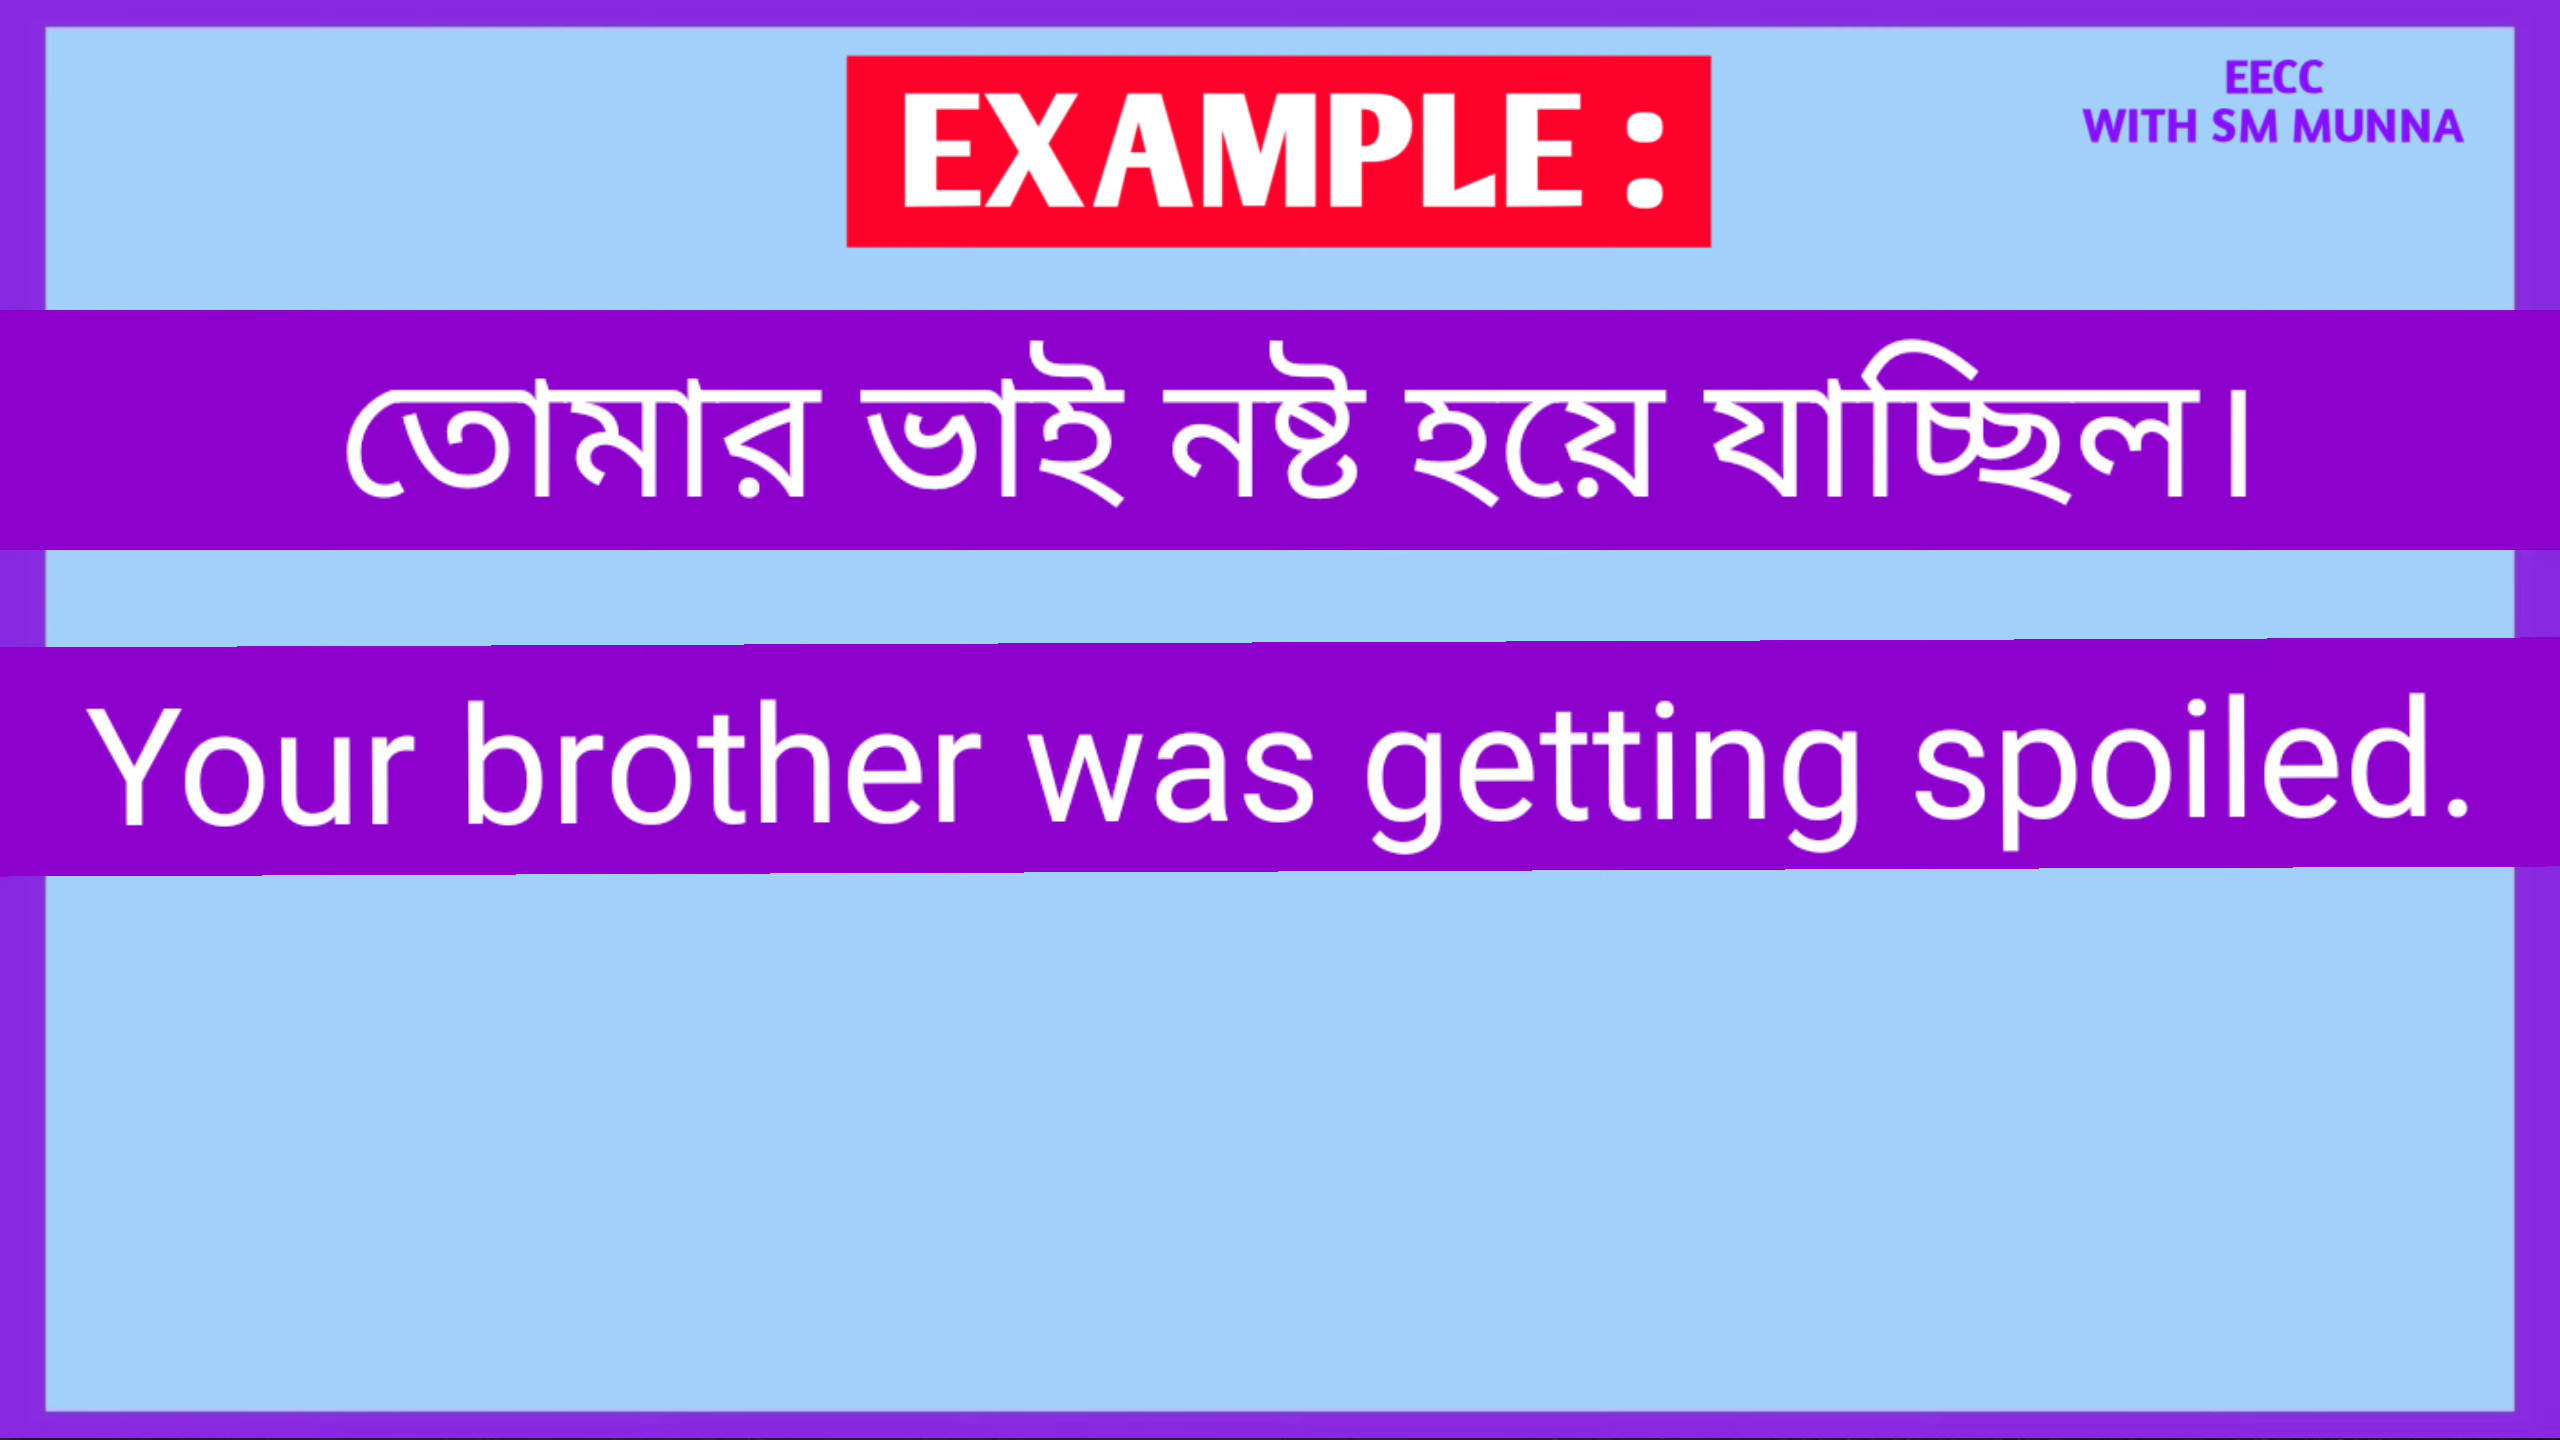 EXAMPLE :
EECC
WITH SM MUNNA
তোমার ভাই নষ্ট হয়ে যাচ্ছিল।
Your brother was getting spoiled.